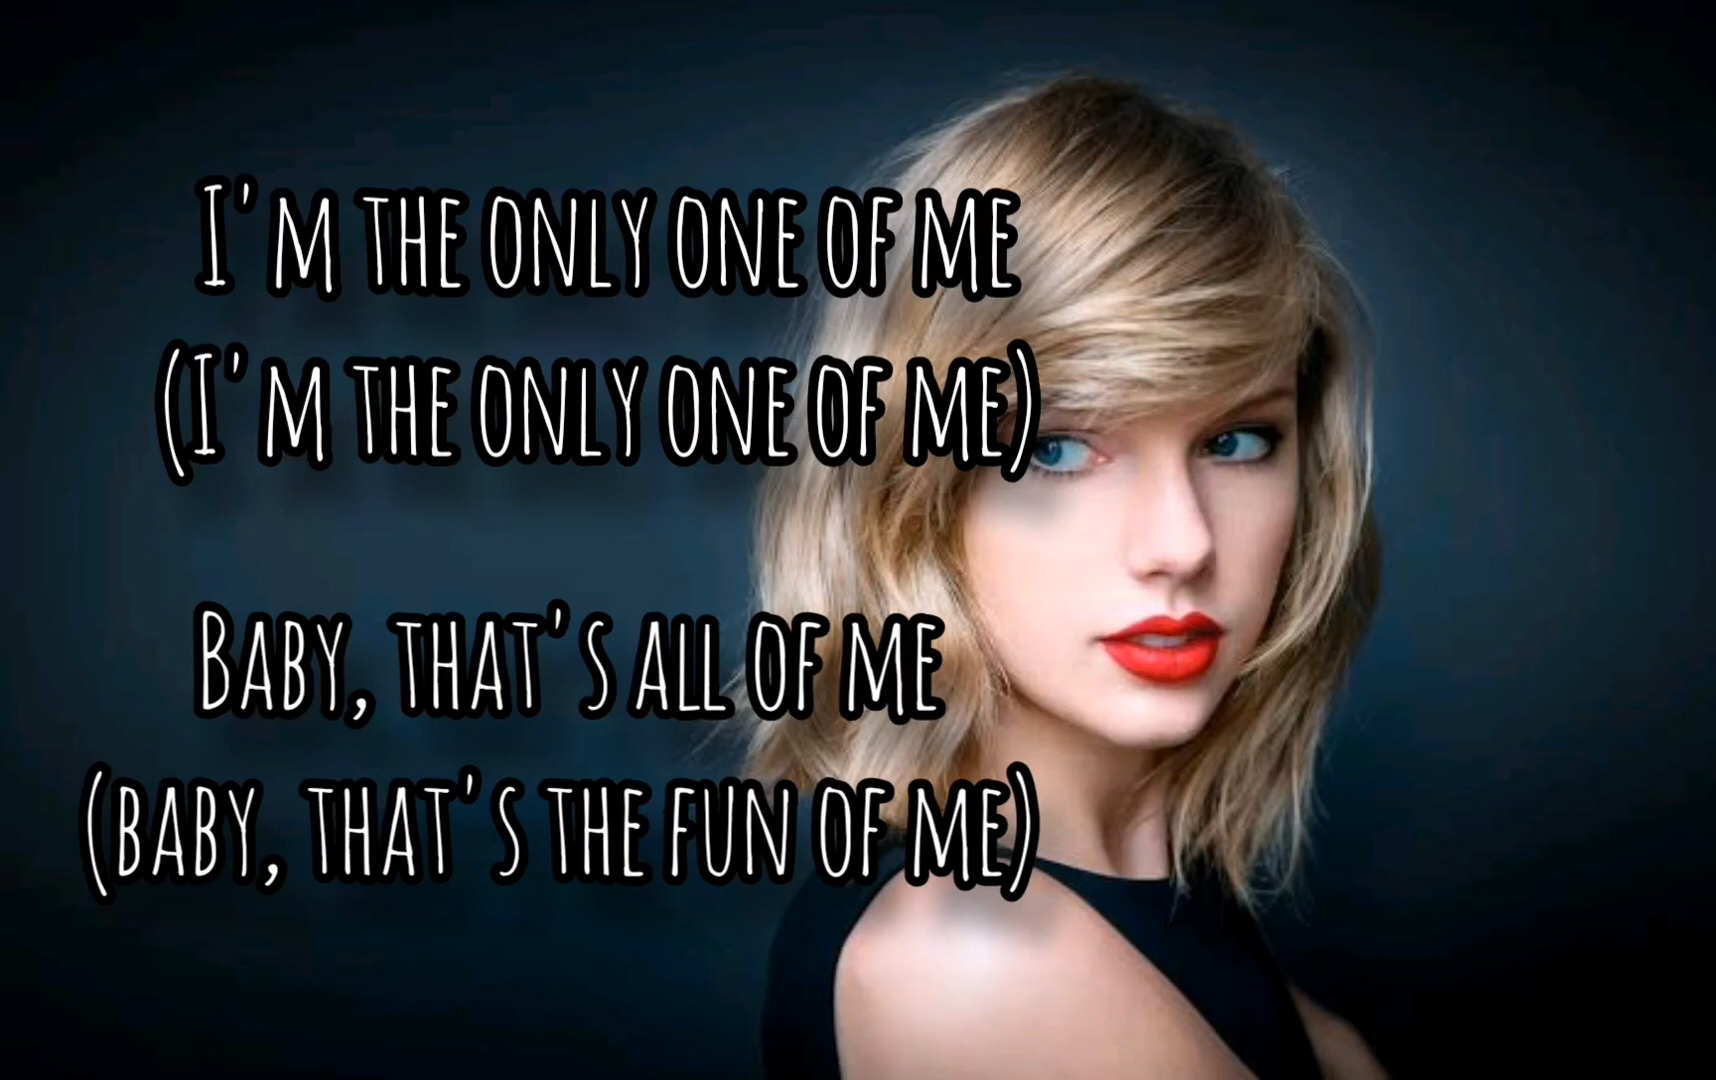 I'm the only one of me
(I'm the only one of me)
Baby, that's all of me
(baby, that's the fun of me)